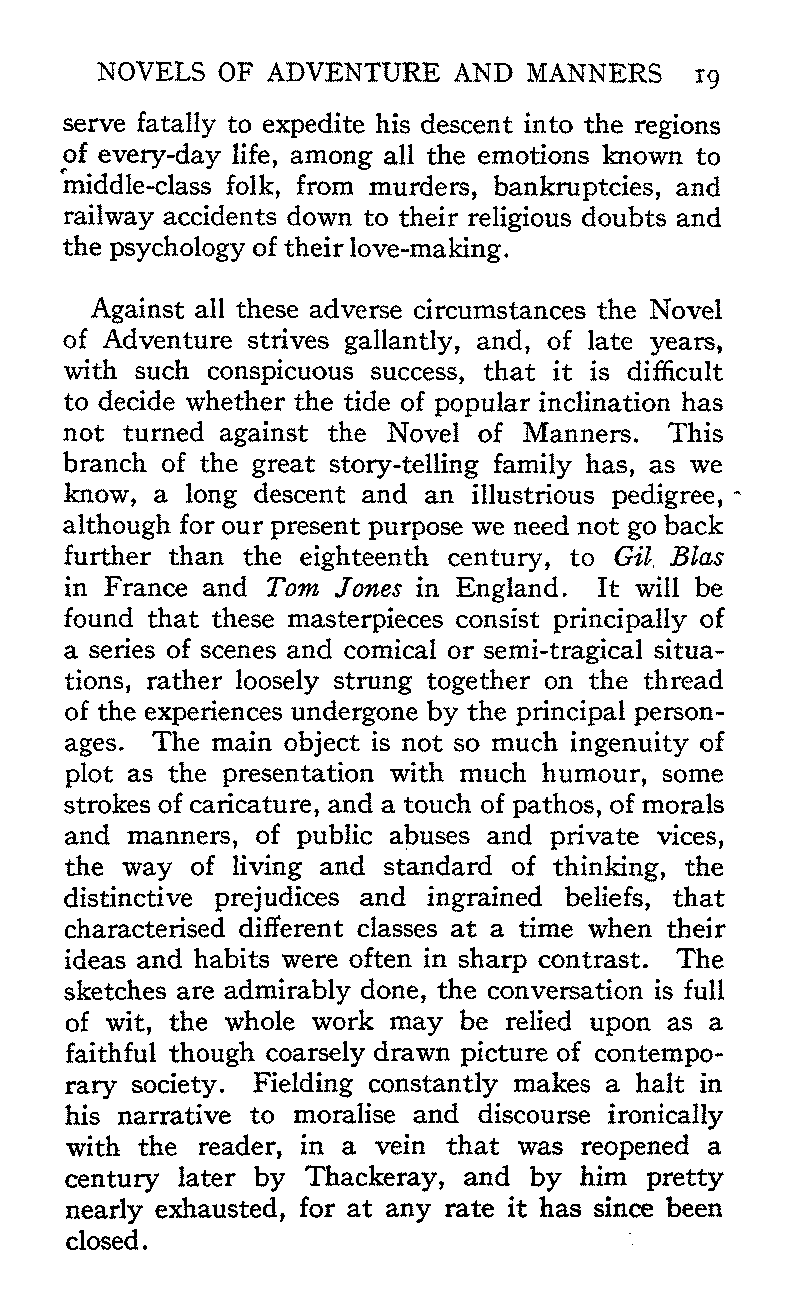 NOVELS OF ADVENTURE AND MANNERS 19
serve fatally to expedite his descent into the regions
of every-day life, among all the emotions known to
middle-class folk, from murders, bankruptcies, and
railway accidents down to their religious doubts and
the psychology of their love-making.
Against all these adverse circumstances the Novel
of Adventure strives gallantly, and, of late years,
with such conspicuous success, that it is difficult
to decide whether the tide of popular inclination has
not turned against the Novel of Manners. This
branch of the great story-telling family has, as we
know, a long descent and an illustrious pedigree,
although for our present purpose we need not go back
further than the eighteenth century, to Gil Blas
in France and Tom Jones in England. It will be
found that these masterpieces consist principally of
a series of scenes and comical or semi-tragical situa-
tions, rather loosely strung together on the thread
of the experiences undergone by the principal person-
ages. The main object is not so much ingenuity of
plot as the presentation with much humour, some
strokes of caricature, and a touch of pathos, of morals
and manners, of public abuses and private vices,
the way of living and standard of thinking, the
distinctive prejudices and ingrained beliefs, that
characterised different classes at a time when their
ideas and habits were often in sharp contrast. The
sketches are admirably done, the conversation is full
of wit, the whole work may be relied upon as a
faithful though coarsely drawn picture of contempo-
rary society. Fielding constantly makes a halt in
his narrative to moralise and discourse ironically
with the reader, in a vein that was reopened a
century later by Thackeray, and by him pretty
nearly exhausted, for at any rate it has since been
closed.